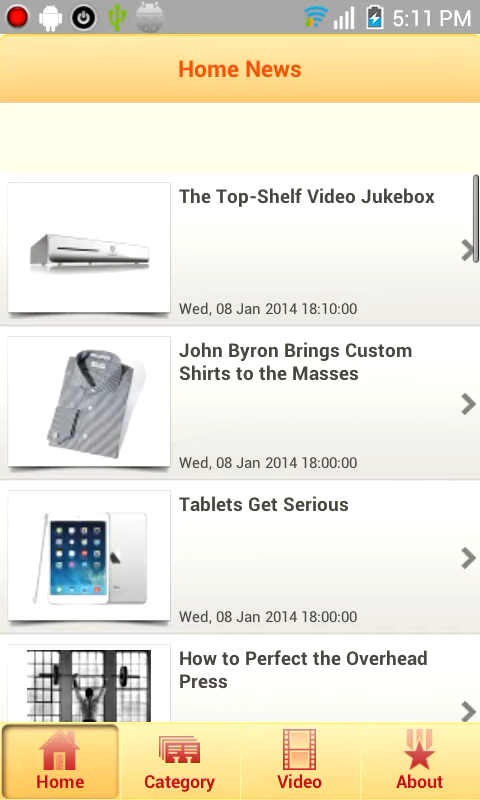 5:11 PM
Home News
The Top-Shelf Video Jukebox
Wed, 08 Jan 2014 18:10:00
John Byron Brings Custom
Shirts to the Masses
Wed, 08 Jan 2014 18:00:00
Tablets Get Serious
Wed, 08 Jan 2014 18:00:00
How to Perfect the Overhead
Press
Home
Category
Video
About